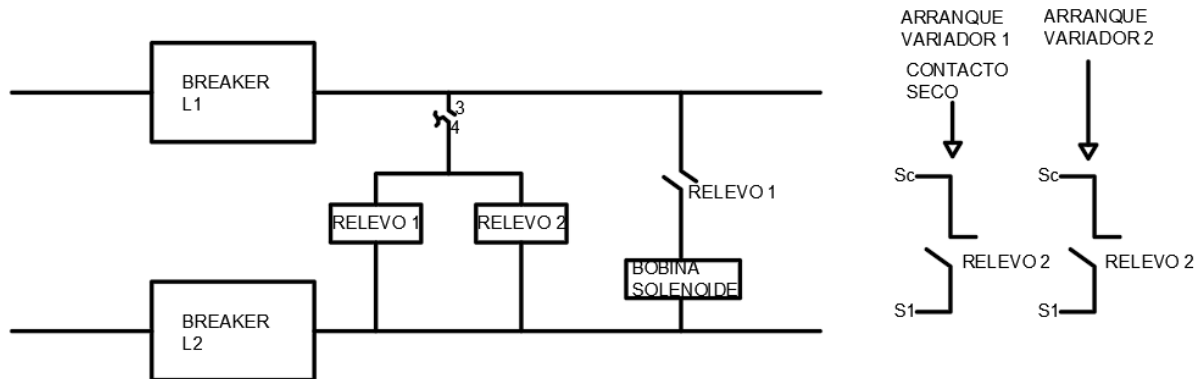 ARRANQUE
VARIADOR 1
ARRANQUE
VARIADOR 2
CONTACTO
SECO
BREAKER
L1
3
4
RELEVO 1
RELEVO 2
RELEVO 1
BOBINA
SOLENOIDE
BREAKER
L2
Sc
RELEVO 2
S1
Sc
RELEVO 2
S1